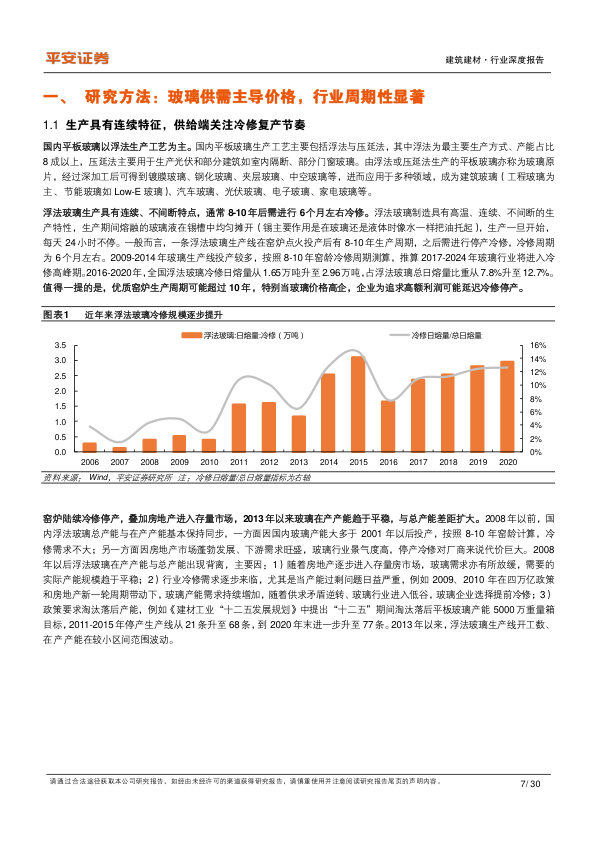 平安证券
建筑建材·行业深度报告
一、 研究方法：玻璃供需主导价格，行业周期性显著
1.1 生产具有连续特征，供给端关注冷修复产节奏
国内平板玻璃以浮法生产工艺为主。国内平板玻璃生产工艺主要包括浮法与压延法，其中浮法为最主要生产方式、产能占比
8 成以上，压延法主要用于生产光伏和部分建筑如室内隔断、部分门窗玻璃。由浮法或压延法生产的平板玻璃亦称为玻璃原
片，经过深加工后可得到镀膜玻璃、钢化玻璃、夹层玻璃、中空玻璃等，进而应用于多种领域，成为建筑玻璃（工程玻璃为
主、节能玻璃如 Low-E 玻璃）、汽车玻璃、光伏玻璃、电子玻璃、家电玻璃等。
浮法玻璃生产具有连续、不间断特点，通常 8-10 年后需进行 6 个月左右冷修。浮法玻璃制造具有高温、连续、不间断的生
产特性，生产期间熔融的玻璃液在锡槽中均匀摊开（锡主要作用是在玻璃还是液体时像水一样把油托起），生产一旦开始，
每天 24 小时不停。一般而言，一条浮法玻璃生产线在窑炉点火投产后有 8-10 年生产周期，之后需进行停产冷修，冷修周期
为 6 个月左右。2009-2014 年玻璃生产线投产较多，按照 8-10 年窑龄冷修周期测算，推算 2017-2024 年玻璃行业将进入冷
修高峰期。2016-2020 年，全国浮法玻璃冷修日熔量从 1.65 万吨升至 2.96 万吨，占浮法玻璃总日熔量比重从 7.8%升至 12.7%。
值得一提的是，优质窑炉生产周期可能超过 10 年，特别当玻璃价格高企，企业为追求高额利润可能延迟冷修停产。
图表1 近年来浮法玻璃冷修规模逐步提升
浮法玻璃:日熔量:冷修（万吨） 冷修日熔量/总日熔量
3.5 16%
3.0 14%
2.5 12%
2.0 10%
1.5 8%
1.0 6%
0.5 4%
0.0 2%
0%
2006 2007 2008 2009 2010 2011 2012 2013 2014 2015 2016 2017 2018 2019 2020
资料来源：Wind，平安证券研究所 注：冷修日熔量/总日熔量指标为右轴
窑炉陆续冷修停产，叠加房地产进入存量市场，2013 年以来玻璃在产产能趋于平稳，与总产能差距扩大。2008 年以前，国
内浮法玻璃总产能与在产产能基本保持同步，一方面因国内玻璃产能大多于 2001 年以后投产，按照 8-10 年窑龄计算，冷
修需求不大；另一方面因房地产市场蓬勃发展、下游需求旺盛，玻璃行业景气度高，停产冷修对厂商来说代价巨大。2008
年以后浮法玻璃在产产能与总产能出现背离，主要因：1）随着房地产逐步进入存量房市场，玻璃需求亦有所放缓，需要的
实际产能规模趋于平稳；2）行业冷修需求逐步来临，尤其是当产能过剩问题日益严重，例如 2009、2010 年在四万亿政策
和房地产新一轮周期带动下，玻璃产能需求持续增加，随着供求矛盾逆转、玻璃行业进入低谷，玻璃企业选择提前冷修；3）
政策要求淘汰落后产能，例如《建材工业“十二五发展规划》中提出“十二五”期间淘汰落后平板玻璃产能 5000 万重量箱
目标，2011-2015 年停产生产线从 21 条升至 68 条，到 2020 年末进一步升至 77 条。2013 年以来，浮法玻璃生产线开工数、
在产产能在较小区间范围波动。
请通过合法途径获取本公司研究报告，如经由未经许可的渠道获得研究报告，请慎重使用并注意阅读研究报告尾页的声明内容。
7/ 30